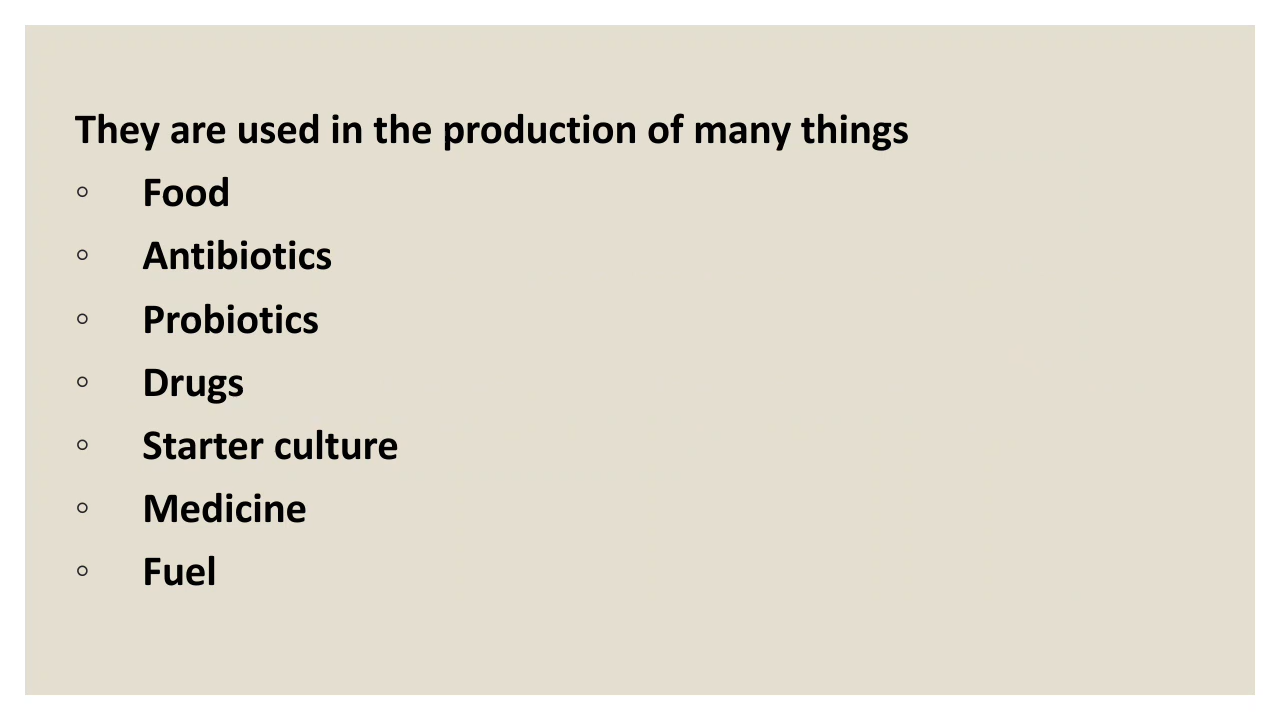 They are used in the production of many things
◦ Food
◦ Antibiotics
◦ Probiotics
◦ Drugs
◦ Starter culture
◦ Medicine
◦ Fuel